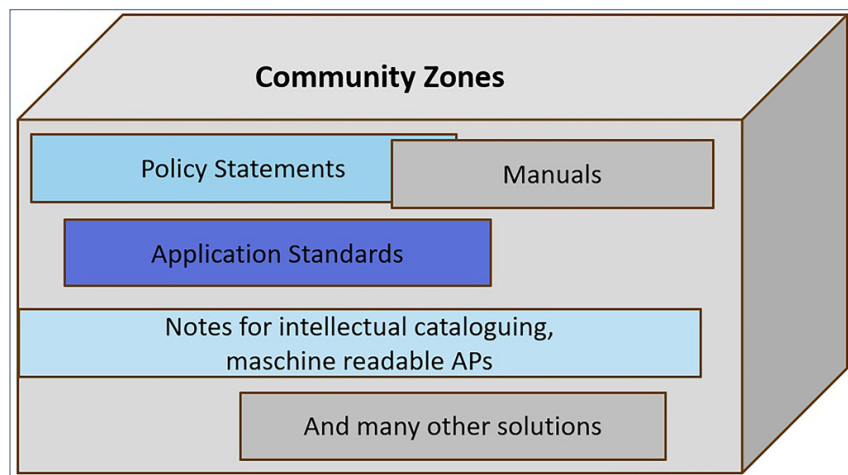 Community Zones
Policy Statements
Manuals
Application Standards
Notes for intellectual cataloguing,
maschine readable APs
And many other solutions